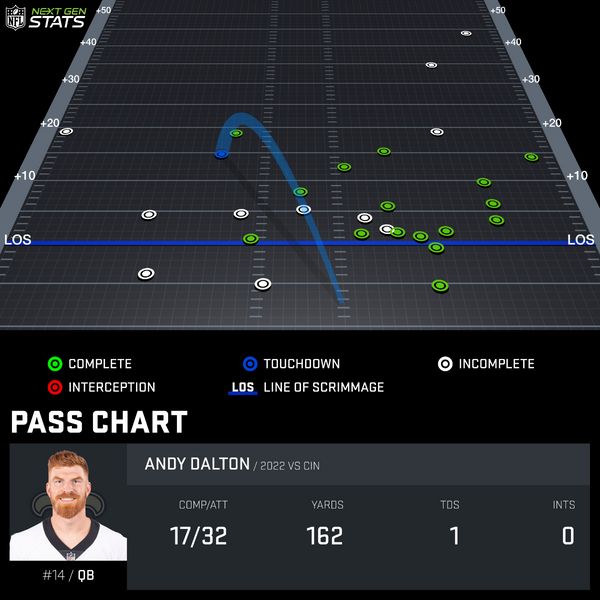 NFL NEXT GEN STATS
+50 +50
+40 +40
+30 +30
+20 +20
+10 +10
LOS LOS
COMPLETE TOUCHDOWN INCOMPLETE
INTERCEPTION LOS LINE OF SCRIMMAGE
PASS CHART
ANDY DALTON / 2022 VS CIN
COMP/ATT YARDS TDS INTS
17/32 162 1 0
#14 / QB